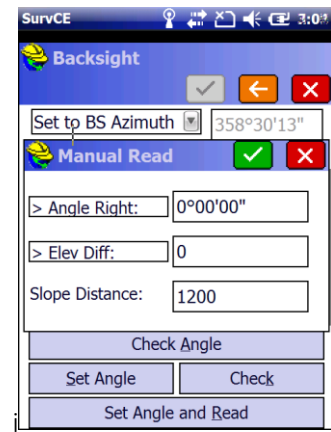 SurvCE 3:0
Backsight
Set to BS Azimuth 358°30'13"
Manual Read
> Angle Right: 0°00'00"
> Elev Diff: 0
Slope Distance: 1200
Check Angle
Set Angle Check
Set Angle and Read
i